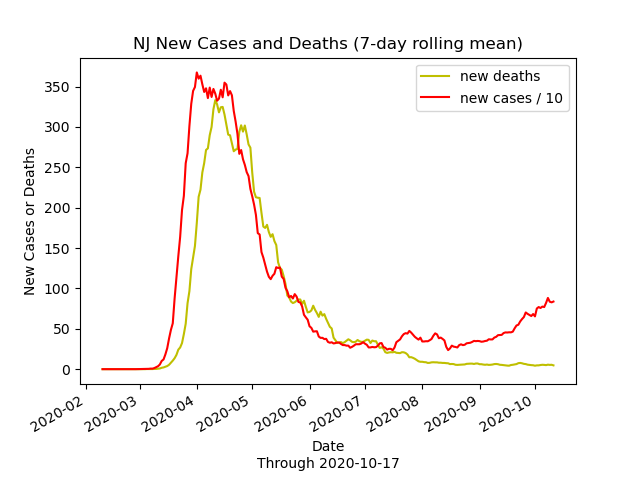 NJ New Cases and Deaths (7-day rolling mean)
new deaths
new cases / 10
New Cases or Deaths
350
300
250
200
150
100
50
0
2020-02
2020-03
2020-04
2020-05
2020-06
2020-07
2020-08
2020-09
2020-10
Date
Through 2020-10-17